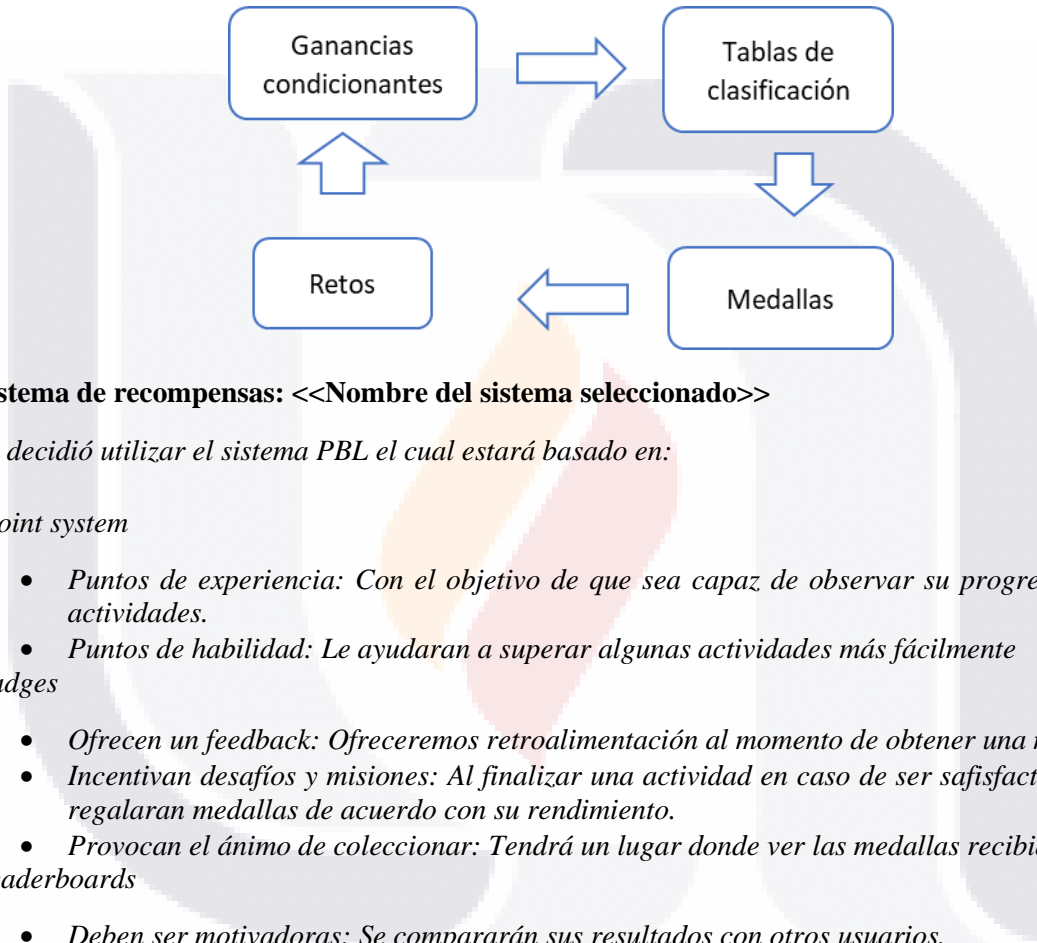 Ganancias
condicionantes
Tablas de
clasificación
Retos
Medallas
stema de recompensas: <<Nombre del sistema seleccionado>>
decidió utilizar el sistema PBL el cual estará basado en:
oint system
• Puntos de experiencia: Con el objetivo de que sea capaz de observar su progre
actividades.
• Puntos de habilidad: Le ayudaran a superar algunas actividades más fácilmente
udges
• Ofrecen un feedback: Ofreceremos retroalimentación al momento de obtener una
• Incentivan desafíos y misiones: Al finalizar una actividad en caso de ser safisfact
regalaran medallas de acuerdo con su rendimiento.
• Provocan el ánimo de coleccionar: Tendrá un lugar donde ver las medallas recibi
aderboards
• Deben ser motivadoras: Se compararán sus resultados con otros usuarios.